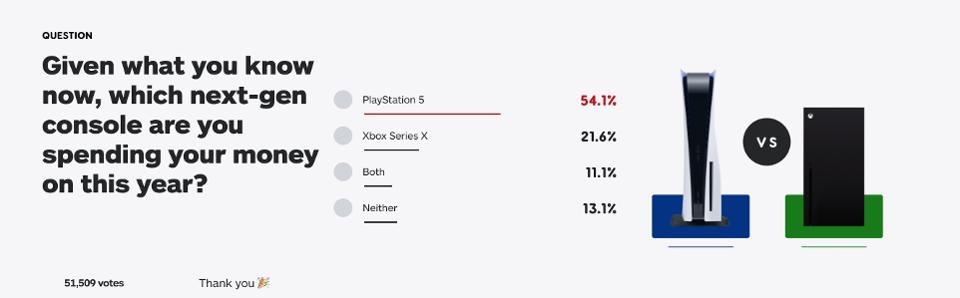 QUESTION
Given what you know
now, which next-gen
console are you
spending your money
on this year?
PlayStation 5 54.1%
Xbox Series X 21.6%
Both 11.1%
Neither 13.1%
VS
51,509 votes Thank you 🎉